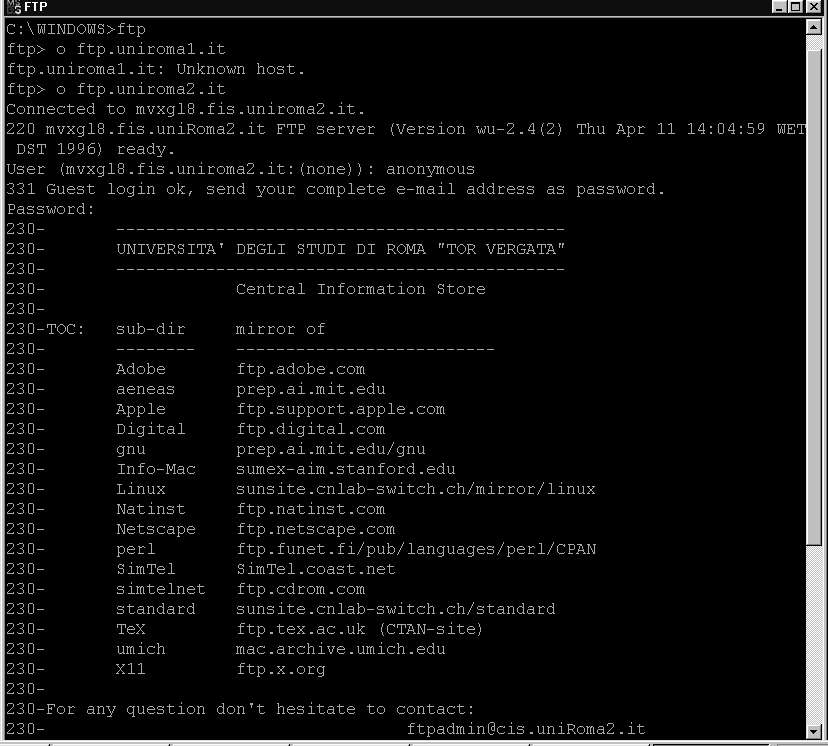 FTP
C:\WINDOWS>ftp
ftp> o ftp.uniroma1.it
ftp.uniroma1.it: Unknown host.
ftp> o ftp.uniroma2.it
Connected to mvxgl8.fis.uniroma2.it.
220 mvxgl8.fis.uniRoma2.it FTP server (Version wu-2.4(2) Thu Apr 11 14:04:59 WET
 DST 1996) ready.
User (mvxgl8.fis.uniroma2.it:(none)): anonymous
331 Guest login ok, send your complete e-mail address as password.
Password:
230-       ---------------------------------------------
230-       UNIVERSITA' DEGLI STUDI DI ROMA "TOR VERGATA"
230-       ---------------------------------------------
230-                   Central Information Store
230-
230-TOC:   sub-dir     mirror of
230-       --------    --------------------------
230-       Adobe       ftp.adobe.com
230-       aeneas      prep.ai.mit.edu
230-       Apple       ftp.support.apple.com
230-       Digital     ftp.digital.com
230-       gnu         prep.ai.mit.edu/gnu
230-       Info-Mac    sumex-aim.stanford.edu
230-       Linux       sunsite.cnlab-switch.ch/mirror/linux
230-       Natinst     ftp.natinst.com
230-       Netscape    ftp.netscape.com
230-       perl        ftp.funet.fi/pub/languages/perl/CPAN
230-       SimTel      SimTel.coast.net
230-       simtelnet   ftp.cdrom.com
230-       standard    sunsite.cnlab-switch.ch/standard
230-       TeX         ftp.tex.ac.uk (CTAN-site)
230-       umich       mac.archive.umich.edu
230-       X11         ftp.x.org
230-
230-For any question don't hesitate to contact:
230-                                    ftpadmin@cis.uniRoma2.it